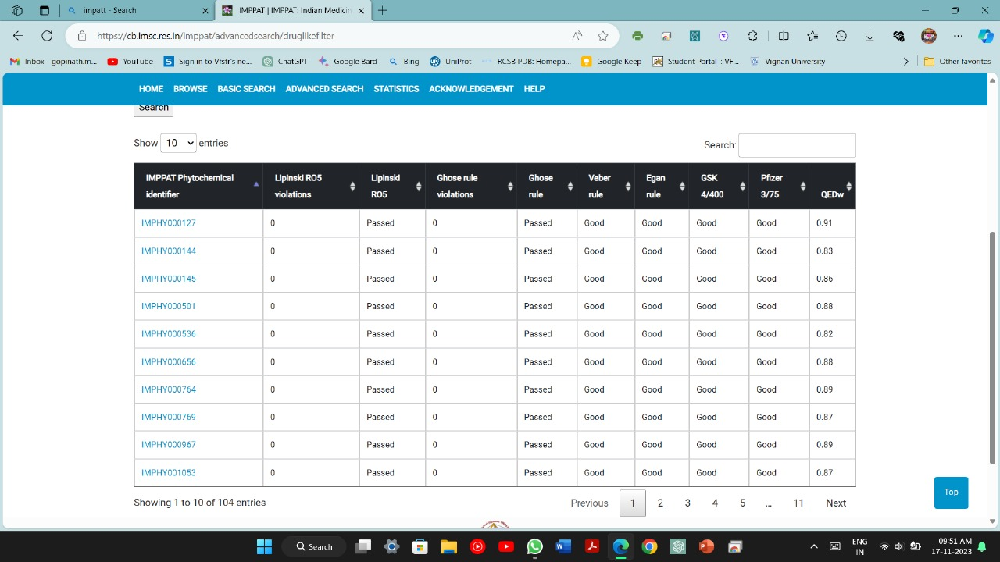 impatt - Search
IMPPAT | IMPPAT: Indian Medicin
https://cb.imsc.res.in/imppat/advancedsearch/druglikefilter
Inbox - gopinath.m... YouTube Sign in to Vfstr's ne... ChatGPT Google Bard Bing UniProt RCSB PDB: Homepa... Google Keep Student Portal :: VF... Vignan University Other favorites
HOME BROWSE BASIC SEARCH ADVANCED SEARCH STATISTICS ACKNOWLEDGEMENT HELP
Search
Show 10 entries Search:
IMPPAT Phytochemical identifier Lipinski RO5 violations Lipinski RO5 Ghose rule violations Ghose rule Veber rule Egan rule GSK 4/400 Pfizer 3/75 QEDw
IMPHY000127 0 Passed 0 Passed Good Good Good Good 0.91
IMPHY000144 0 Passed 0 Passed Good Good Good Good 0.83
IMPHY000145 0 Passed 0 Passed Good Good Good Good 0.86
IMPHY000501 0 Passed 0 Passed Good Good Good Good 0.88
IMPHY000536 0 Passed 0 Passed Good Good Good Good 0.82
IMPHY000656 0 Passed 0 Passed Good Good Good Good 0.88
IMPHY000764 0 Passed 0 Passed Good Good Good Good 0.89
IMPHY000769 0 Passed 0 Passed Good Good Good Good 0.87
IMPHY000967 0 Passed 0 Passed Good Good Good Good 0.89
IMPHY001053 0 Passed 0 Passed Good Good Good Good 0.87
Top
Showing 1 to 10 of 104 entries Previous 1 2 3 4 5 ... 11 Next
Search
ENG
IN
09:51 AM
17-11-2023